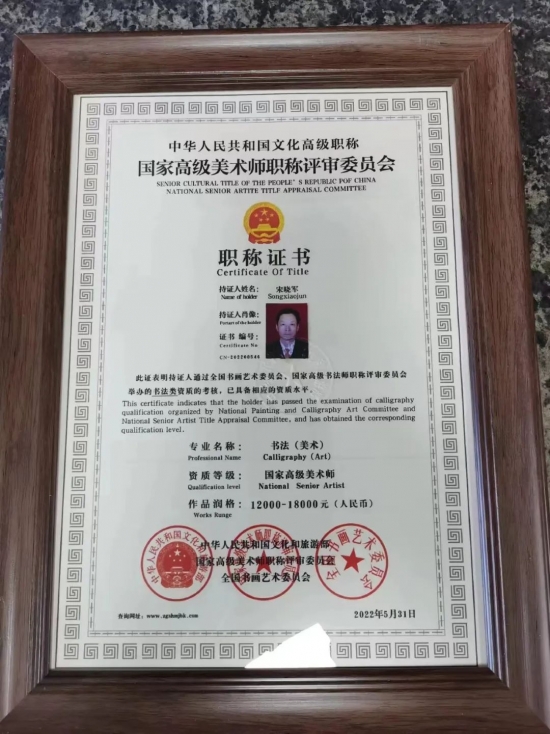 中华人民共和国文化高级职称
国家高级美术师职称评审委员会
SENIOR CULTURAL TITLE OF THE PEOPLE'S REPUBLIC POF CHINA
NATIONAL SENIOR ARTITE TITLF APPRAISAL COMMITTEE
职称证书
Certificate Of Title
持证人姓名： 宋晓军
Name of holder Songxiaojun
持证人肖像：
Portart of the holder
证书 编号：
Certificate No
此证表明持证人通过全国书画艺术委员会、国家高级书法师职称评审委员会
举办的书法类资质的考核，已具备相应的资质水平。
This certificate indicates that the holder has passed the examination of calligraphy
qualification organized by National Painting and Calligraphy Art Committee and
National Senior Artist Title Appraisal Committee, and has obtained the corresponding
qualification level.
专业名称： 书法（美术）
Professional Name Calligraphy (Art)
资质等级： 国家高级美术师
Qualification level National Senior Artist
作品润格： 12000-18000元（人民币）
Works Range
中华人民共和国文化和旅游部
国家高级美术师职称评审委员会
全国书画艺术委员会
2022年5月31日
查询网址：